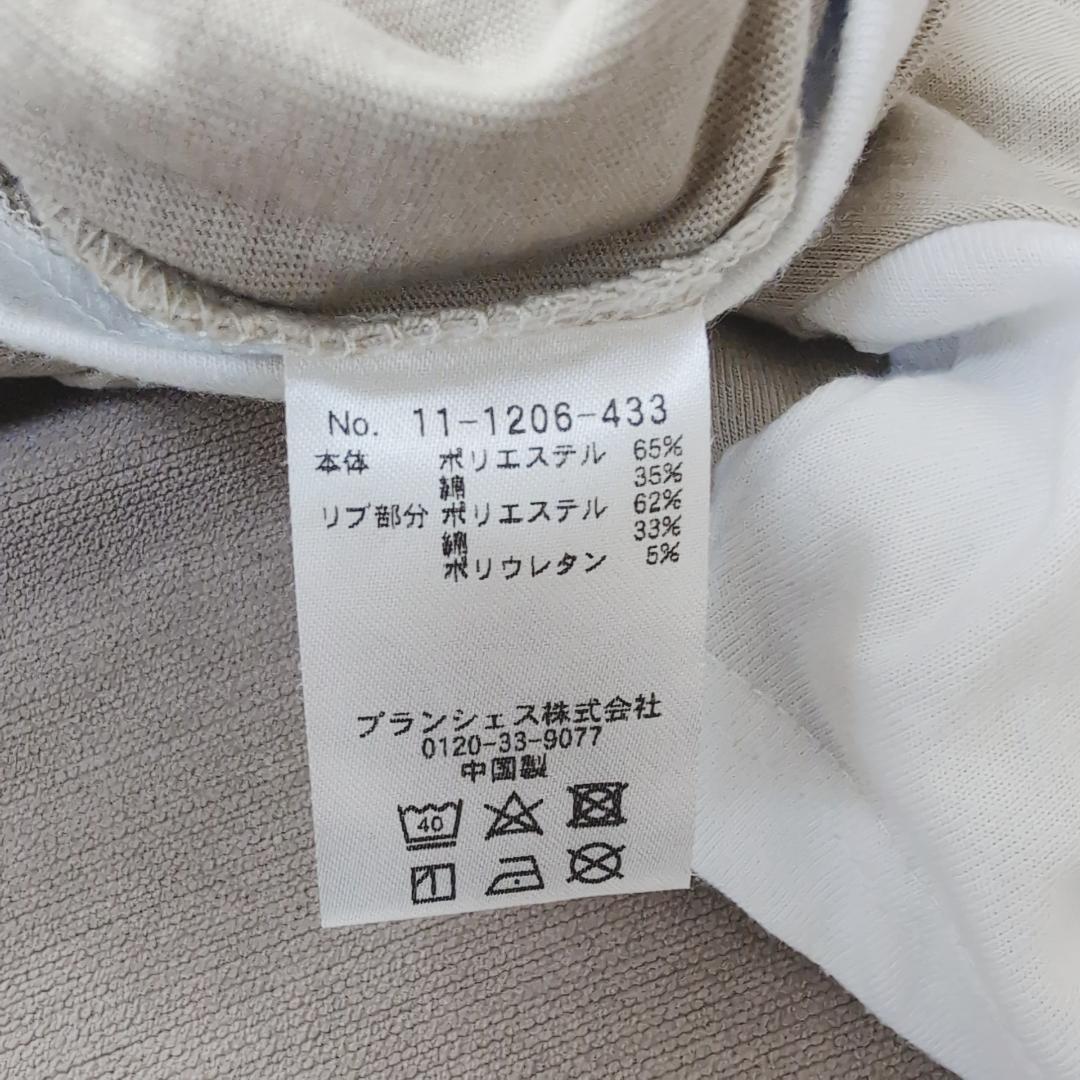 No. 11-1206-433
本体 ポリエステル 65%
綿 35%
リブ部分 ポリエステル 62%
綿 33%
ポリウレタン 5%
ブランシェス株式会社
0120-33-9077
中国製
40